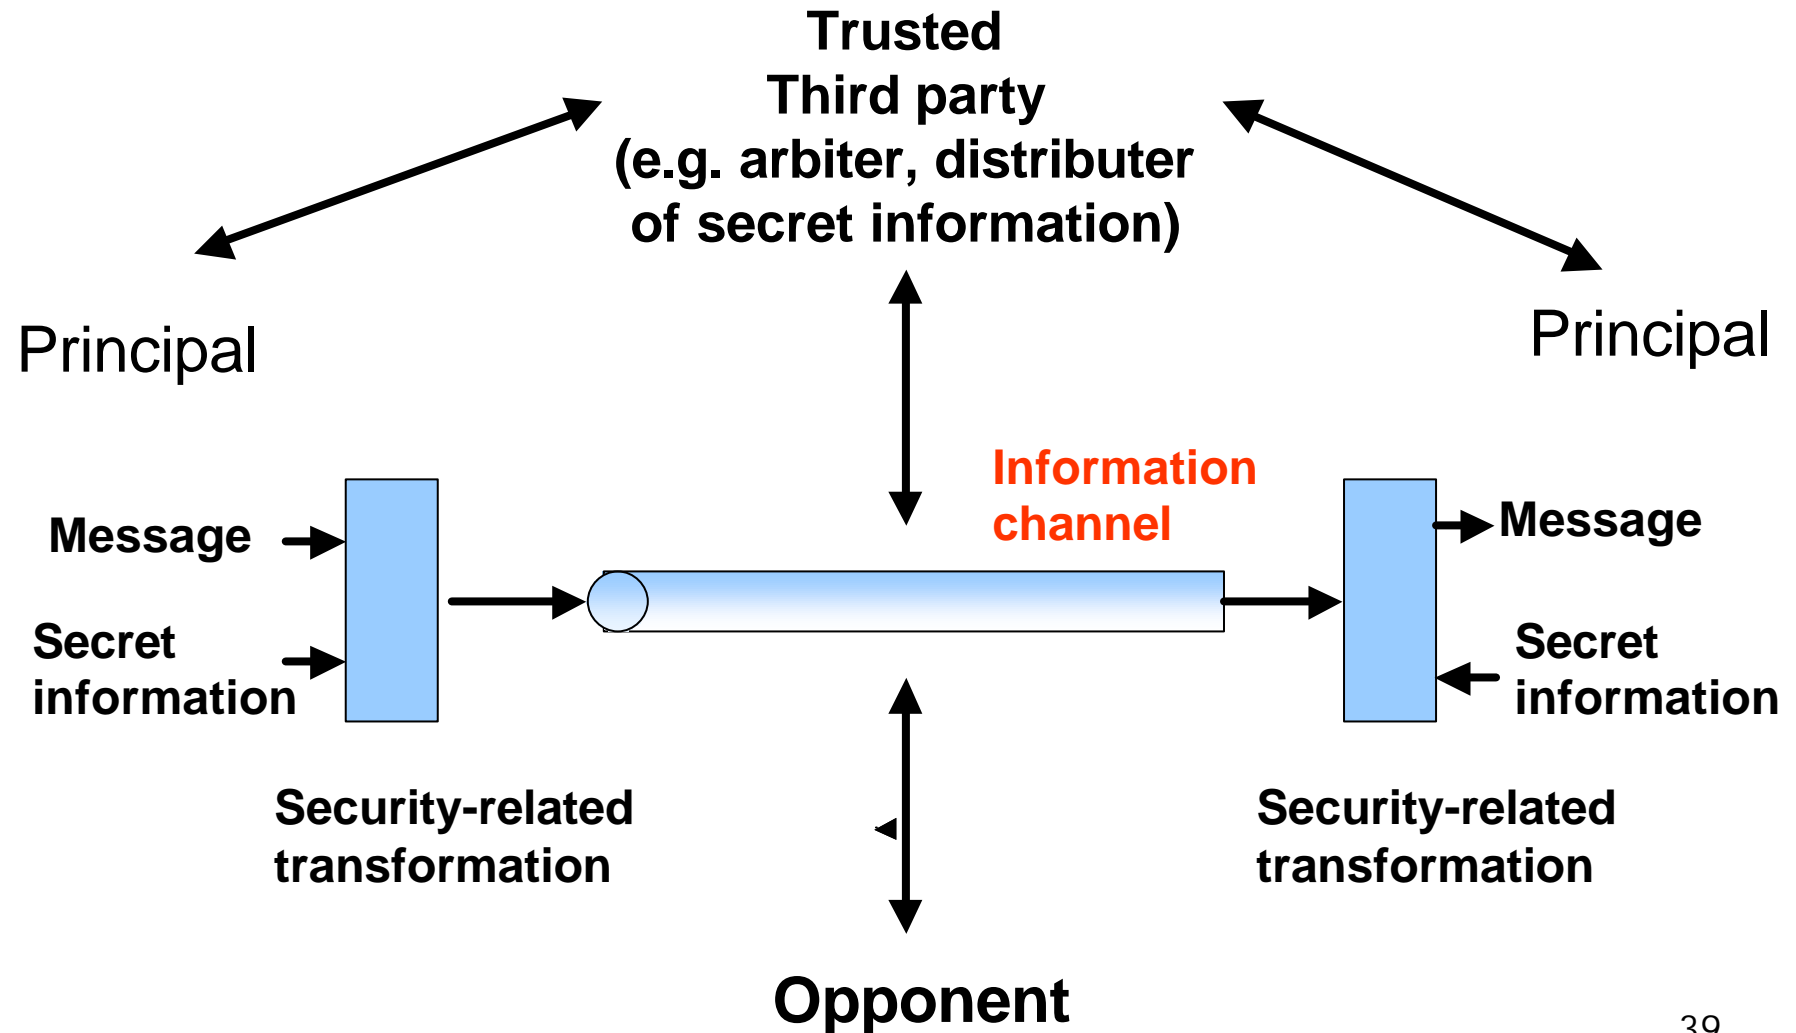 Trusted
Third party
(e.g. arbiter, distributer
of secret information)
Principal
Principal
Information
channel
Message
Message
Secret
information
Secret
information
Security-related
transformation
Security-related
transformation
Opponent
39